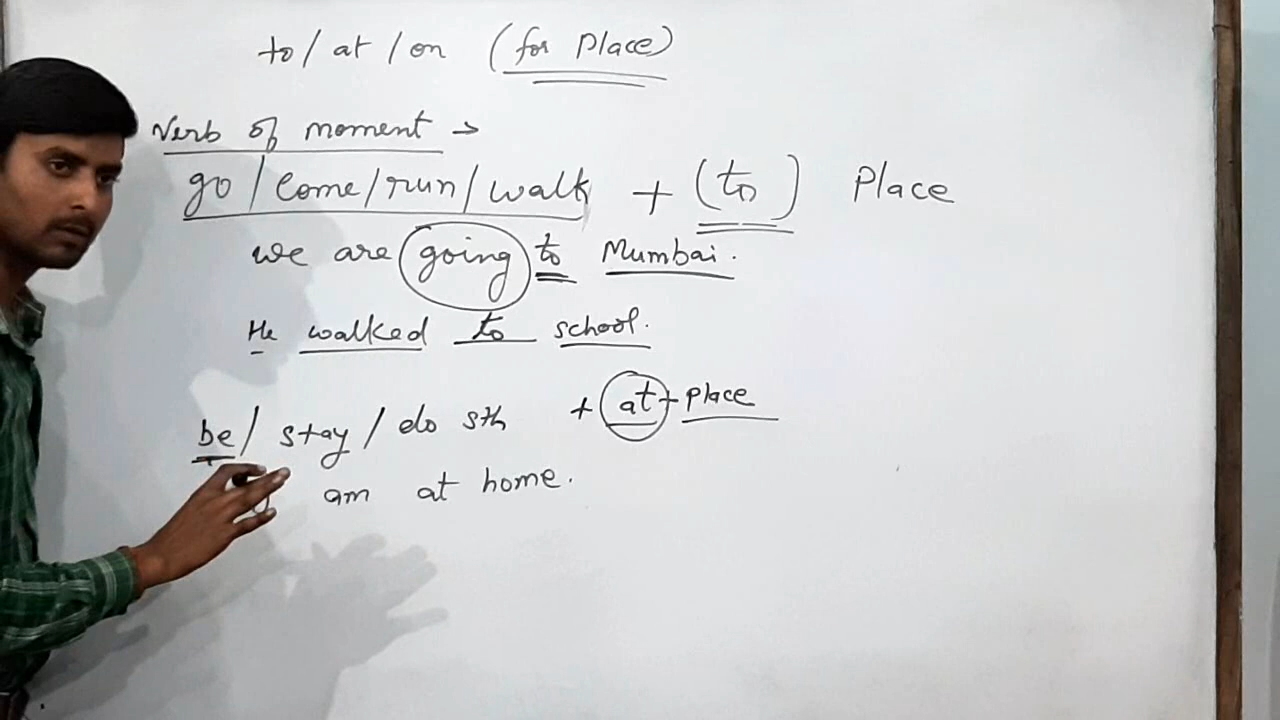 to / at / on (for Place)
Verb of moment →
go / come / run / walk + (to) Place
we are going to Mumbai.
He walked to school.
be / stay / do sth + at + place
am at home.